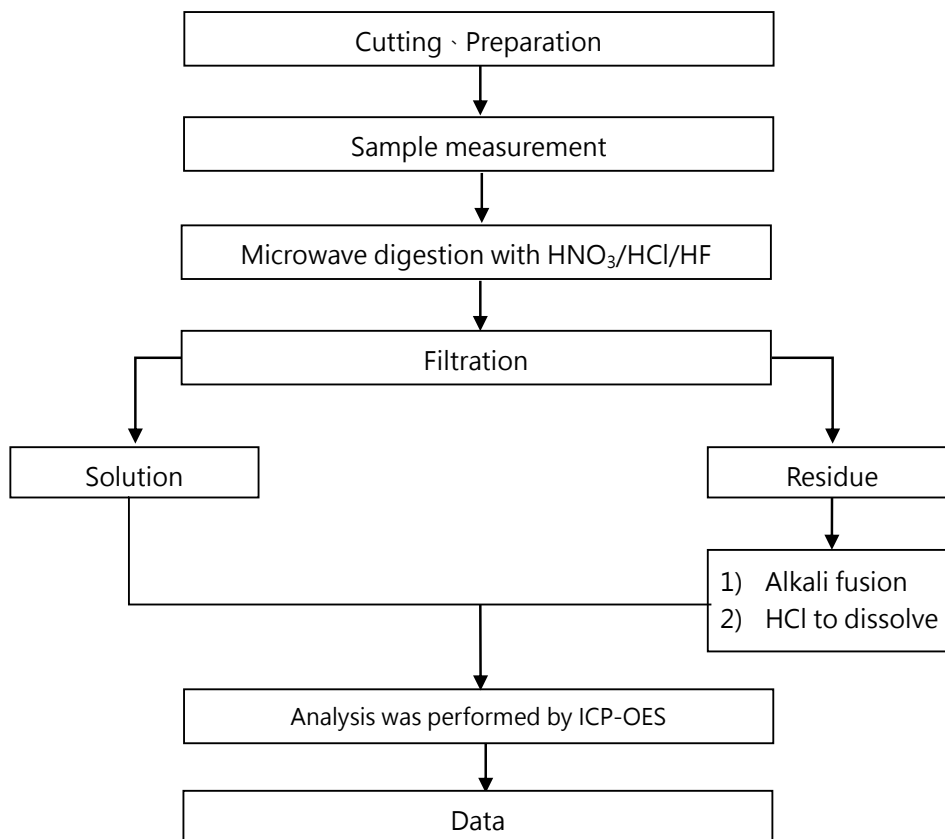 Cutting、Preparation
Sample measurement
Microwave digestion with HNO₃/HCl/HF
Filtration
Solution
Residue
1) Alkali fusion
2) HCl to dissolve
Analysis was performed by ICP-OES
Data